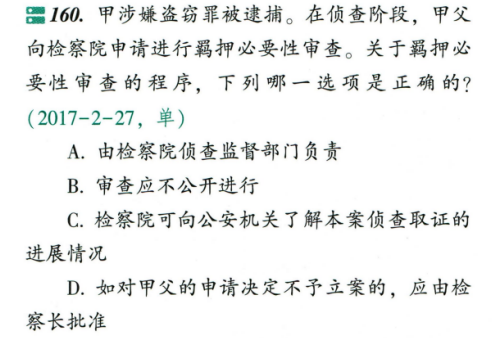 160. 甲涉嫌盗窃罪被逮捕。在侦查阶段，甲父
向检察院申请进行羁押必要性审查。关于羁押必
要性审查的程序，下列哪一选项是正确的？
(2017-2-27，单)
A. 由检察院侦查监督部门负责
B. 审查应不公开进行
C. 检察院可向公安机关了解本案侦查取证的
进展情况
D. 如对甲父的申请决定不予立案的，应由检
察长批准